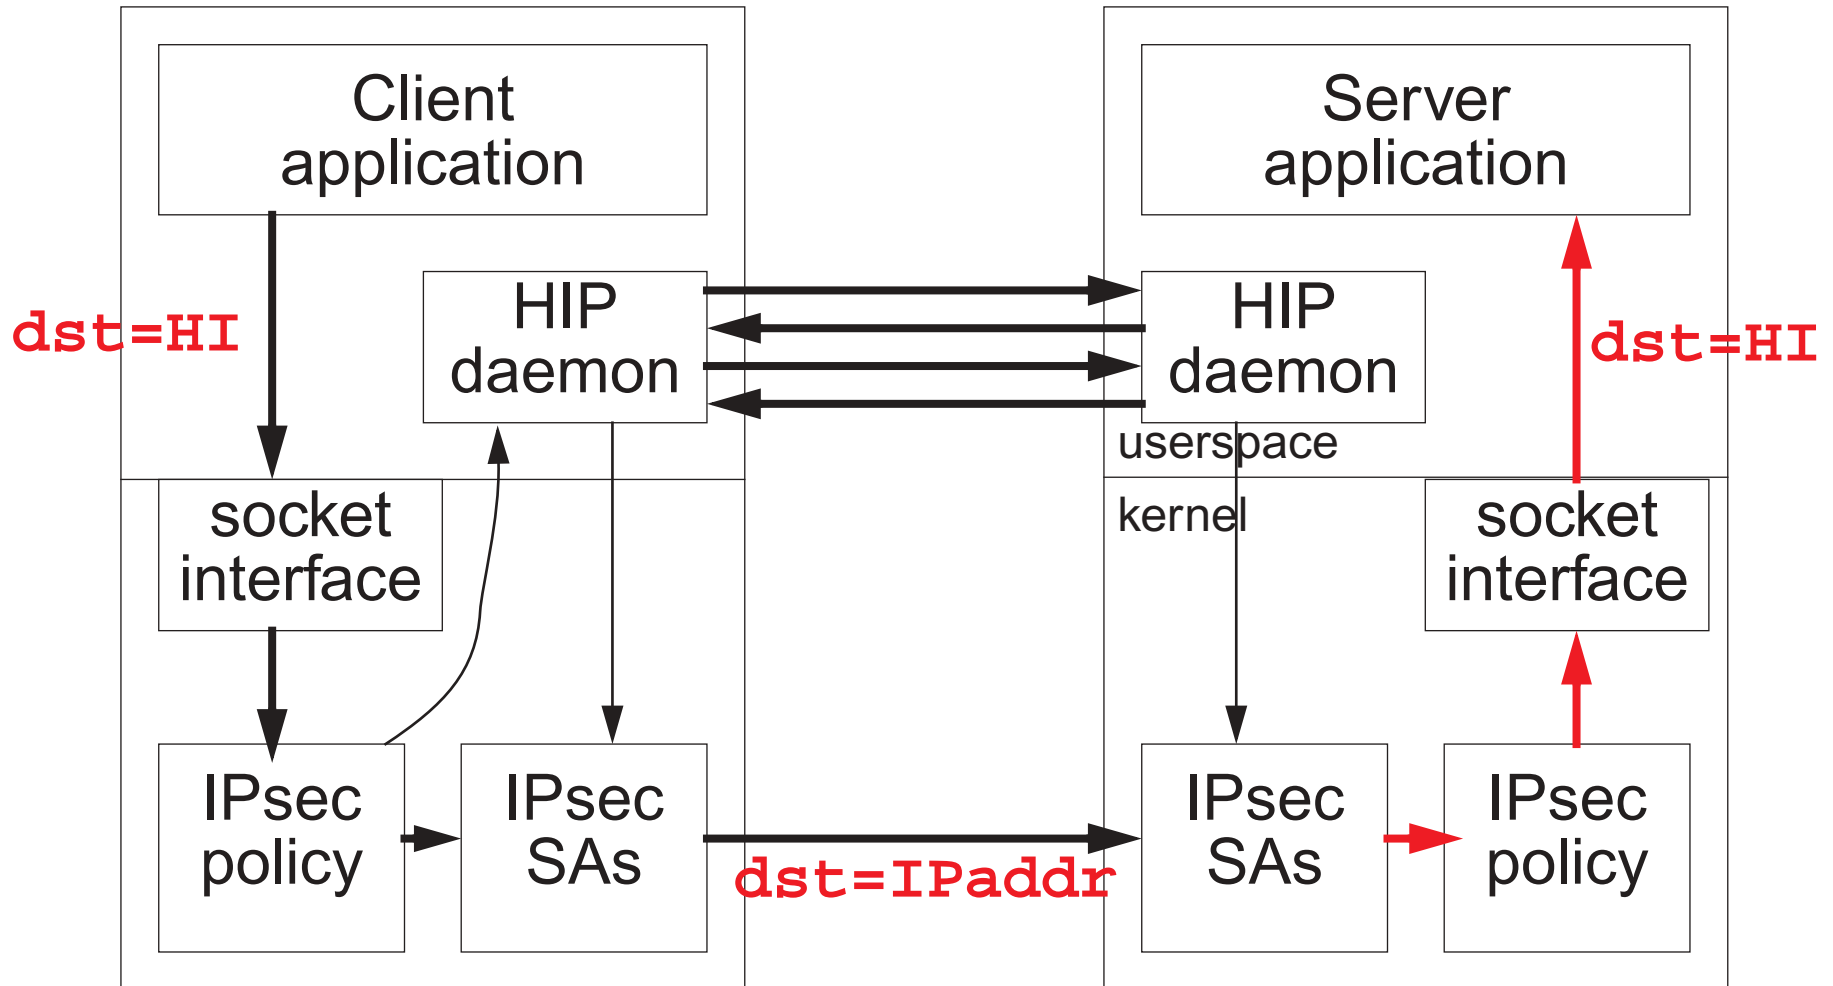 Client
application
Server
application
HIP
daemon
HIP
daemon
dst=HI
dst=HI
userspace
kernel
socket
interface
socket
interface
IPsec
policy
IPsec
SAs
IPsec
SAs
IPsec
policy
dst=IPaddr